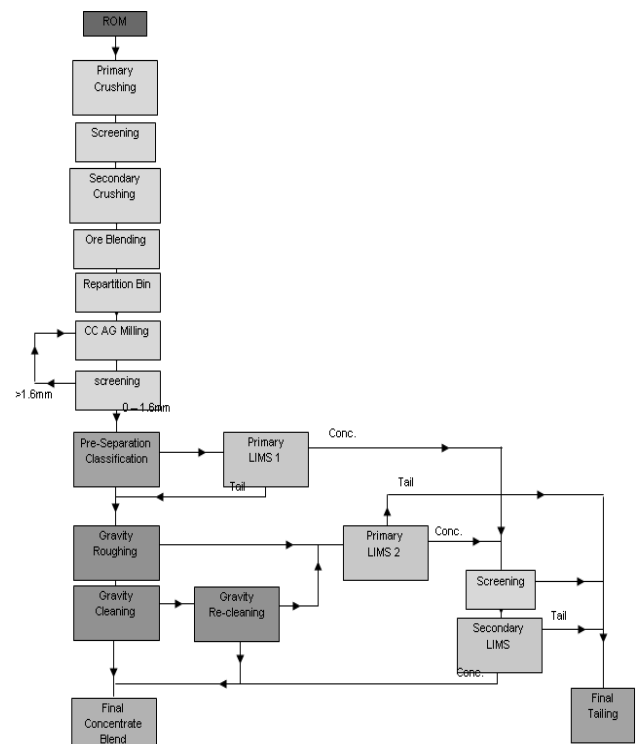 ROM
Primary
Crushing
Screening
Secondary
Crushing
Ore Blending
Repartition Bin
CC AG Milling
screening
>1.6mm
0 – 1.6mm
Pre-Separation
Classification
Primary
LIMS 1
Conc.
Tail
Tail
Gravity
Roughing
Primary
LIMS 2
Conc.
Gravity
Cleaning
Gravity
Re-cleaning
Screening
Secondary
LIMS
Tail
Conc.
Final
Concentrate
Blend
Final
Tailing